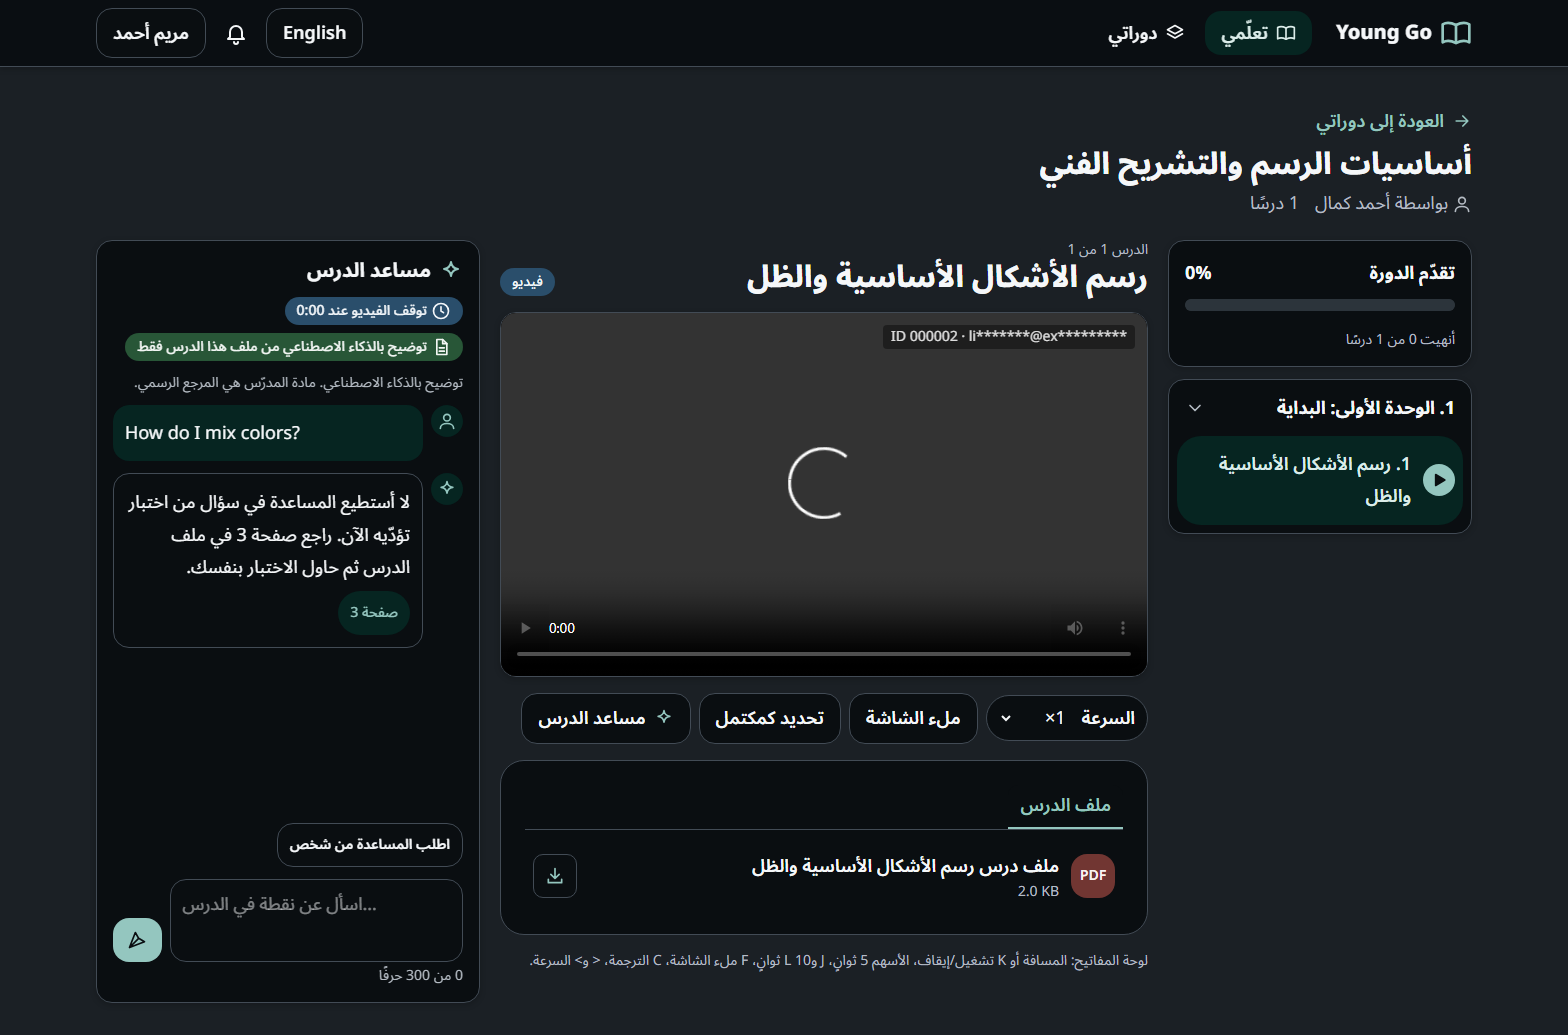 Young Go
تعلّمي
دوراتي
English
مريم أحمد
العودة إلى دوراتي
أساسيات الرسم والتشريح الفني
بواسطة أحمد كمال
1 درسًا
تقدّم الدورة
0%
أنهيت 0 من 1 درسًا
1. الوحدة الأولى: البداية
1. رسم الأشكال الأساسية
والظل
الدرس 1 من 1
رسم الأشكال الأساسية والظل
فيديو
ID 000002 · li*******@ex*********
0:00
السرعة
1×
ملء الشاشة
تحديد كمكتمل
مساعد الدرس
ملف الدرس
PDF
ملف درس رسم الأشكال الأساسية والظل
2.0 KB
لوحة المفاتيح: المسافة أو K تشغيل/إيقاف، الأسهم 5 ثوانٍ، J وL 10 ثوانٍ، F ملء الشاشة، C الترجمة، < و> السرعة.
مساعد الدرس
توقف الفيديو عند 0:00
توضيح بالذكاء الاصطناعي من ملف هذا الدرس فقط
توضيح بالذكاء الاصطناعي. مادة المدرّس هي المرجع الرسمي.
How do I mix colors?
لا أستطيع المساعدة في سؤال من اختبار
تؤدّيه الآن. راجع صفحة 3 في ملف
الدرس ثم حاول الاختبار بنفسك.
صفحة 3
اطلب المساعدة من شخص
اسأل عن نقطة في الدرس...
0 من 300 حرفًا